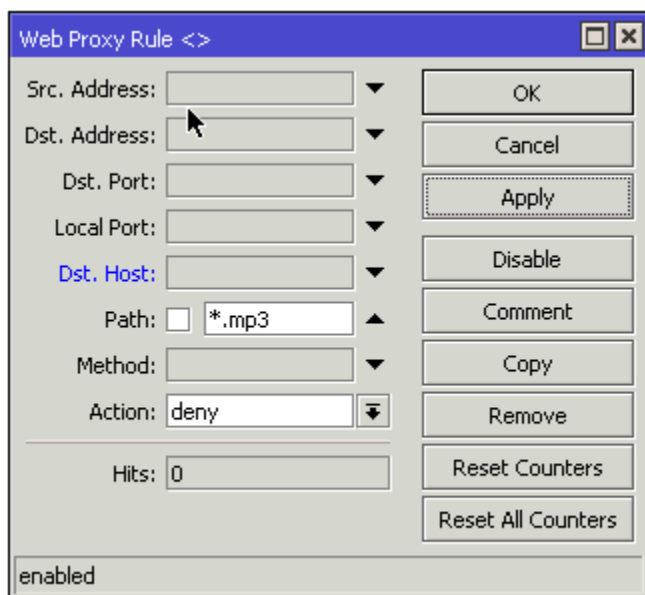 Web Proxy Rule <>
Src. Address:
Dst. Address:
Dst. Port:
Local Port:
Dst. Host:
Path: *.mp3
Method:
Action: deny
Hits: 0
OK
Cancel
Apply
Disable
Comment
Copy
Remove
Reset Counters
Reset All Counters
enabled